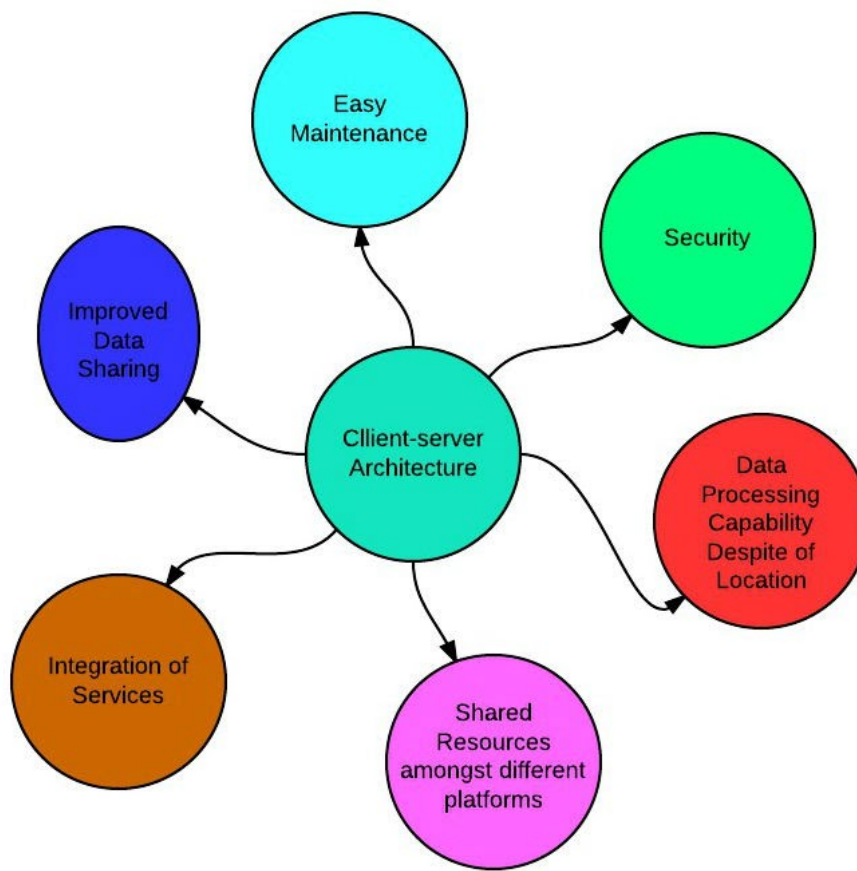 Easy
Maintenance
Security
Improved
Data
Sharing
Cllient-server
Architecture
Data
Processing
Capability
Despite of
Location
Integration of
Services
Shared
Resources
amongst different
platforms